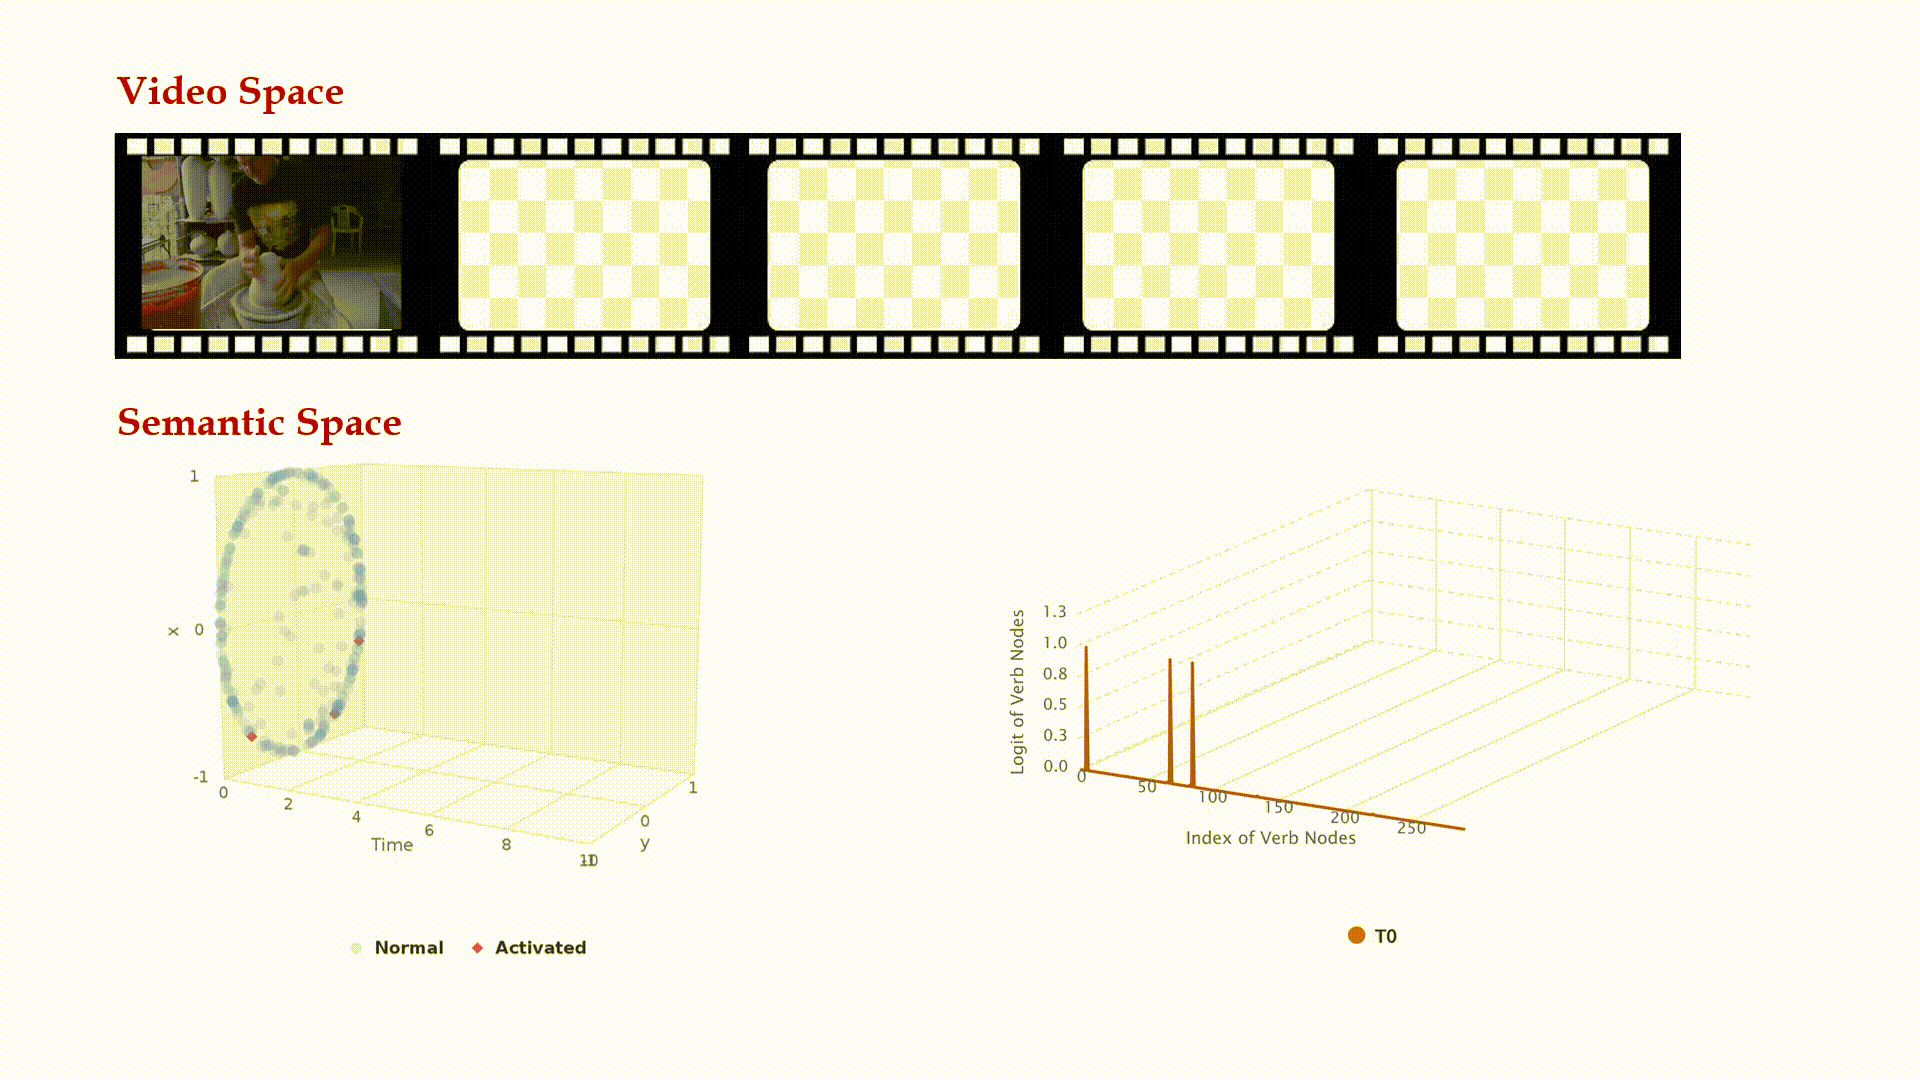 Video Space
Semantic Space
1
0
-1
x
0
2
4
6
8
10
Time
-1
0
1
y
Normal
Activated
1.3
1.0
0.8
0.5
0.3
0.0
Logit of Verb Nodes
0
50
100
150
200
250
Index of Verb Nodes
T0